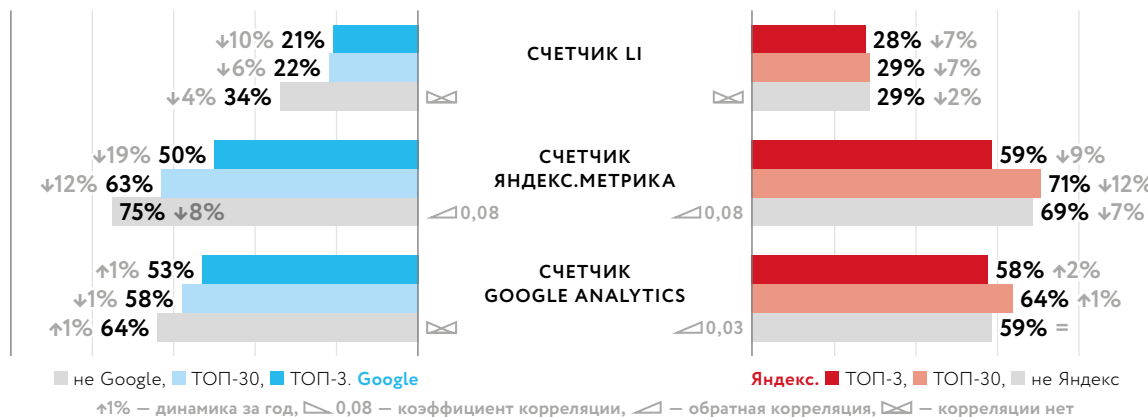 ↓10% 21%
↓6% 22%
↓4% 34%
СЧЕТЧИК LI
28% ↓7%
29% ↓7%
29% ↓2%
↓19% 50%
↓12% 63%
75% ↓8%
0,08
СЧЕТЧИК
ЯНДЕКС.МЕТРИКА
0,08
59% ↓9%
71% ↓12%
69% ↓7%
↑1% 53%
↓1% 58%
↑1% 64%
СЧЕТЧИК
GOOGLE ANALYTICS
0,03
58% ↑2%
64% ↑1%
59% =
не Google, ТОП-30, ТОП-3. Google
Яндекс. ТОП-3, ТОП-30, не Яндекс
↑1% — динамика за год, 0,08 — коэффициент корреляции, — обратная корреляция, — корреляции нет